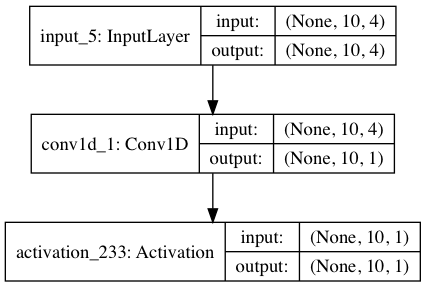 input_5: InputLayer
input: (None, 10, 4)
output: (None, 10, 4)
conv1d_1: Conv1D
input: (None, 10, 4)
output: (None, 10, 1)
activation_233: Activation
input: (None, 10, 1)
output: (None, 10, 1)